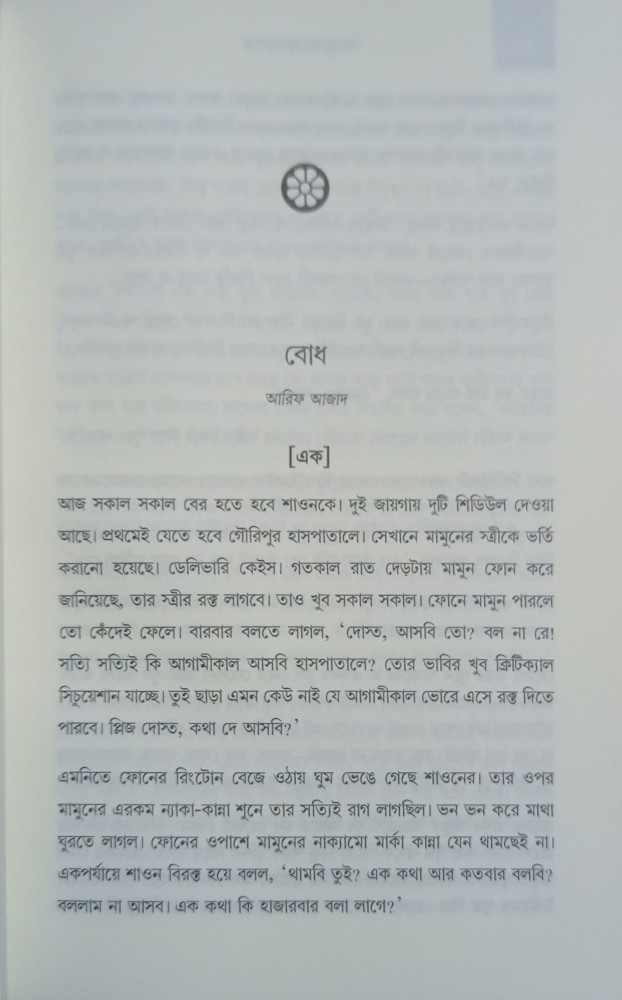 বোধ
আরিফ আজাদ
[এক]
আজ সকাল সকাল বের হতে হবে শাওনকে। দুই জায়গায় দুটি শিডিউল দেওয়া
আছে। প্রথমেই যেতে হবে গৌরিপুর হাসপাতালে। সেখানে মামুনের স্ত্রীকে ভর্তি
করানো হয়েছে। ডেলিভারি কেইস। গতকাল রাত দেড়টায় মামুন ফোন করে
জানিয়েছে, তার স্ত্রীর রক্ত লাগবে। তাও খুব সকাল সকাল। ফোনে মামুন পারলে
তো কেঁদেই ফেলে। বারবার বলতে লাগল, ‘দোস্ত, আসবি তো? বল না রে!
সত্যি সত্যিই কি আগামীকাল আসবি হাসপাতালে? তোর ভাবির খুব ক্রিটিক্যাল
সিচুয়েশান যাচ্ছে। তুই ছাড়া এমন কেউ নাই যে আগামীকাল ভোরে এসে রক্ত দিতে
পারবে। প্লিজ দোস্ত, কথা দে আসবি?’
এমনিতে ফোনের রিংটোন বেজে ওঠায় ঘুম ভেঙে গেছে শাওনের। তার ওপর
মামুনের এরকম ন্যাকা-কান্না শুনে তার সত্যিই রাগ লাগছিল। ভন ভন করে মাথা
ঘুরতে লাগল। ফোনের ওপাশে মামুনের নাক্যামো মার্কা কান্না যেন থামছেই না।
একপর্যায়ে শাওন বিরক্ত হয়ে বলল, ‘থামবি তুই? এক কথা আর কতবার বলবি?
বললাম না আসব। এক কথা কি হাজারবার বলা লাগে?’